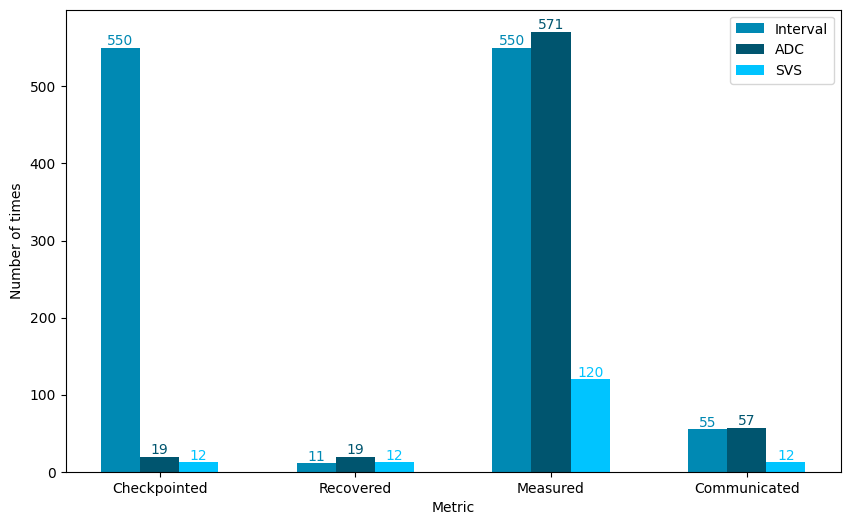 Interval
ADC
SVS
550
19
12
11
19
12
550
571
120
55
57
12
0
100
200
300
400
500
Number of times
Checkpointed
Recovered
Measured
Communicated
Metric